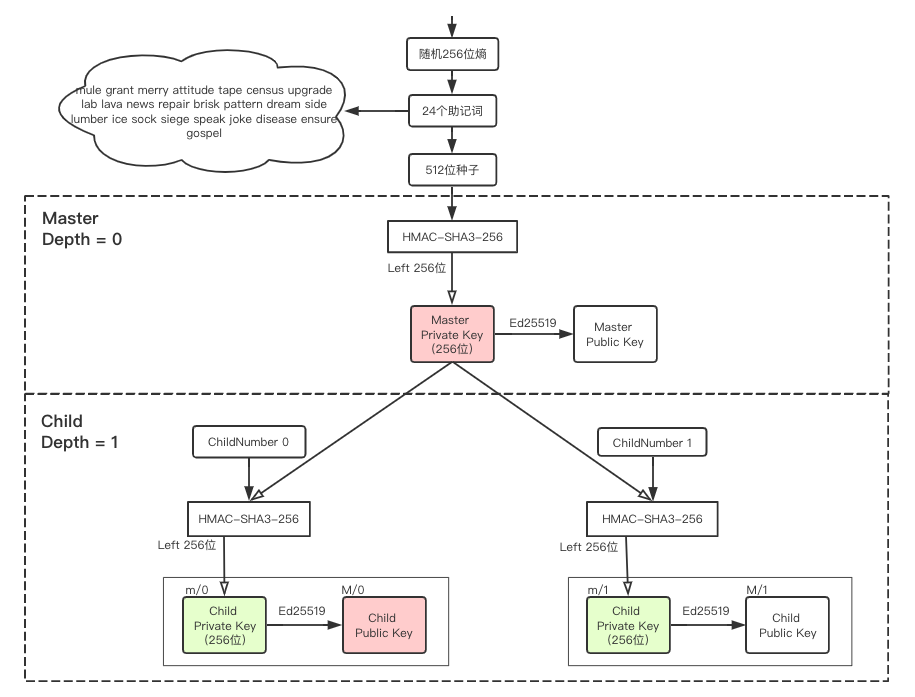 随机256位熵
mule grant merry attitude tape census upgrade
lab lava news repair brisk pattern dream side
lumber ice sock siege speak joke disease ensure
gospel
24个助记词
512位种子
Master
Depth = 0
HMAC-SHA3-256
Left 256位
Master
Private Key
(256位)
Ed25519
Master
Public Key
Child
Depth = 1
ChildNumber 0
ChildNumber 1
HMAC-SHA3-256
HMAC-SHA3-256
Left 256位
Left 256位
m/0
M/0
Child
Private Key
(256位)
Ed25519
Child
Public Key
m/1
M/1
Child
Private Key
(256位)
Ed25519
Child
Public Key